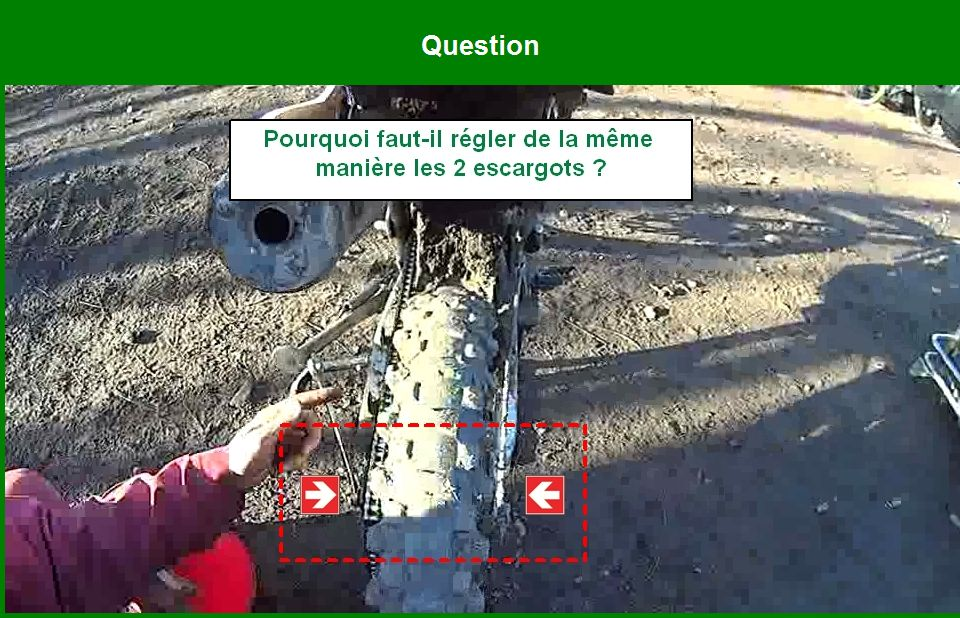 Question
Pourquoi faut-il régler de la même
manière les 2 escargots ?